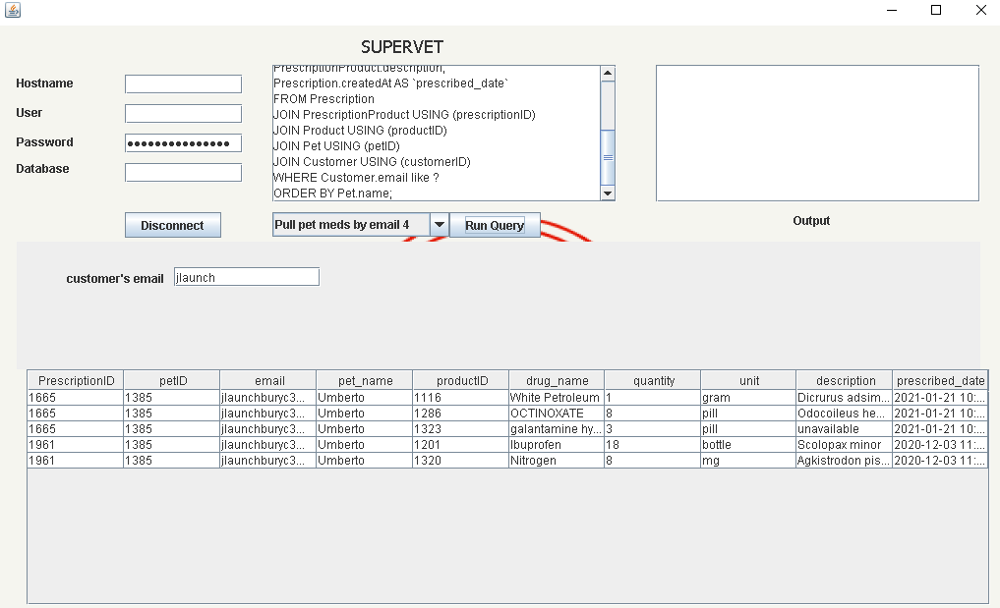 SUPERVET
Hostname
User
Password
Database
PrescriptionProduct.description,
Prescription.createdAt AS `prescribed_date`
FROM Prescription
JOIN PrescriptionProduct USING (prescriptionID)
JOIN Product USING (productID)
JOIN Pet USING (petID)
JOIN Customer USING (customerID)
WHERE Customer.email like ?
ORDER BY Pet.name;
Disconnect
Pull pet meds by email 4
Run Query
Output
customer's email jlaunch
PrescriptionID petID email pet_name productID drug_name quantity unit description prescribed_date
1665 1385 jlaunchburyc3... Umberto 1116 White Petroleum 1 gram Dicrurus adsim... 2021-01-21 10:...
1665 1385 jlaunchburyc3... Umberto 1286 OCTINOXATE 8 pill Odocoileus he... 2021-01-21 10:...
1665 1385 jlaunchburyc3... Umberto 1323 galantamine hy... 3 pill unavailable 2021-01-21 10:...
1961 1385 jlaunchburyc3... Umberto 1201 Ibuprofen 18 bottle Scolopax minor 2020-12-03 11:...
1961 1385 jlaunchburyc3... Umberto 1320 Nitrogen 8 mg Agkistrodon pis... 2020-12-03 11:...